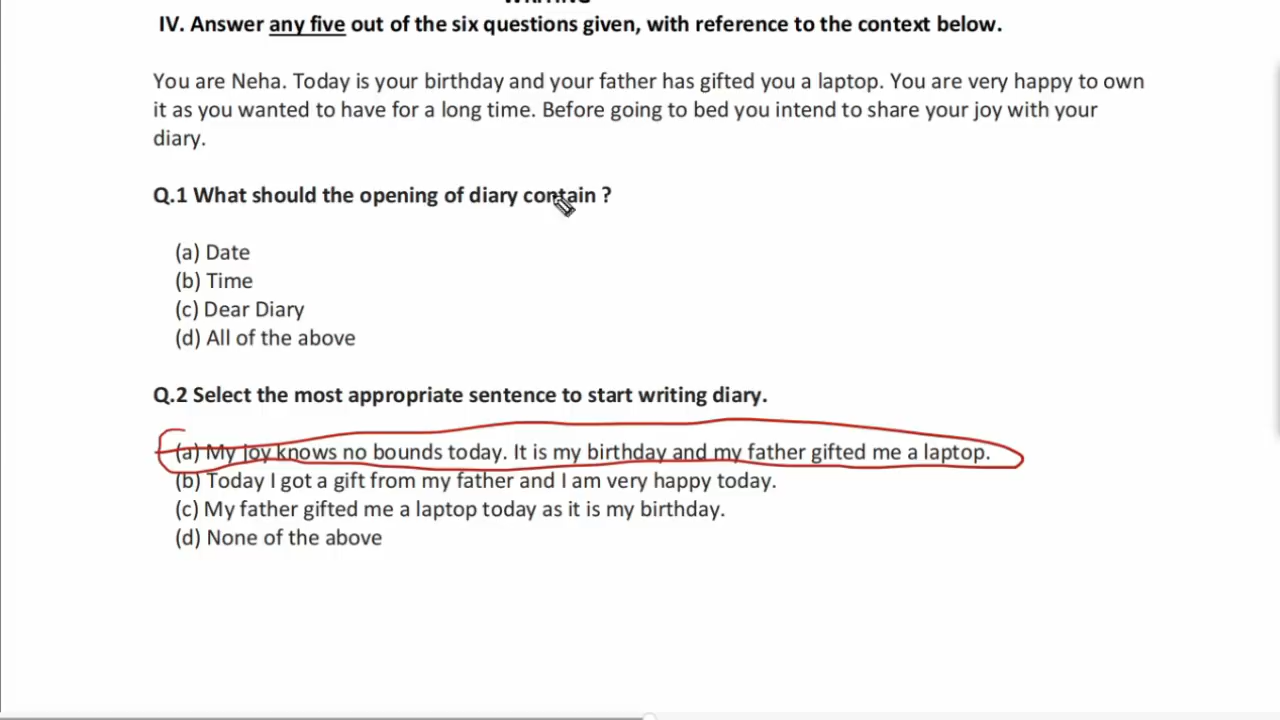 IV. Answer any five out of the six questions given, with reference to the context below.
You are Neha. Today is your birthday and your father has gifted you a laptop. You are very happy to own
it as you wanted to have for a long time. Before going to bed you intend to share your joy with your
diary.
Q.1 What should the opening of diary contain ?
(a) Date
(b) Time
(c) Dear Diary
(d) All of the above
Q.2 Select the most appropriate sentence to start writing diary.
(a) My joy knows no bounds today. It is my birthday and my father gifted me a laptop.
(b) Today I got a gift from my father and I am very happy today.
(c) My father gifted me a laptop today as it is my birthday.
(d) None of the above